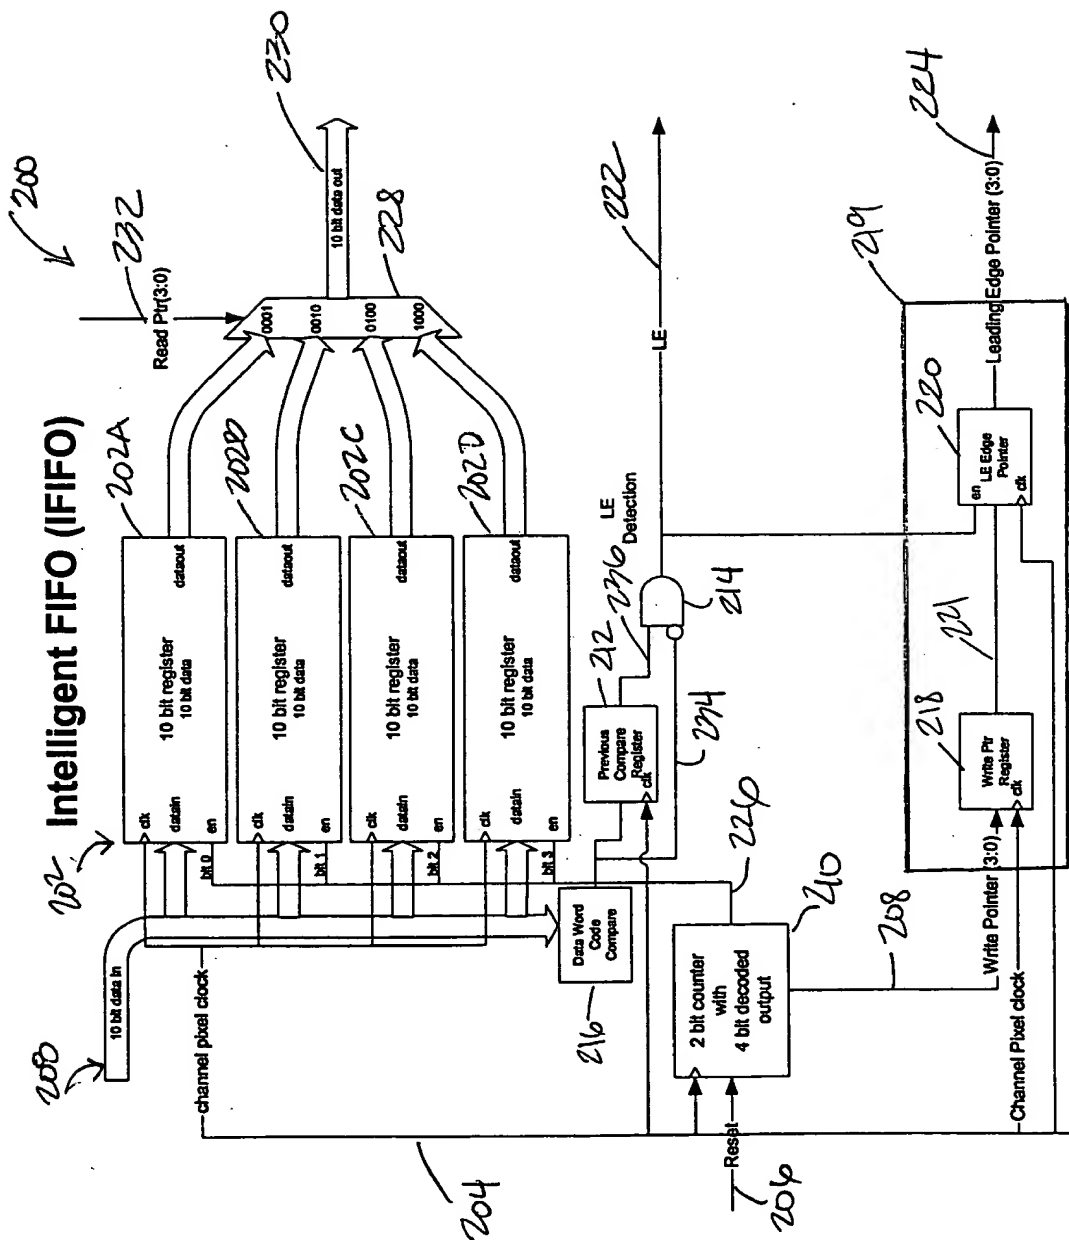 Intelligent FIFO (IFIFO)
200
Read Ptr(3:0)
232
202
202A
clk
datain
en
10 bit register
10 bit data
dataout
bit 0
202B
clk
datain
en
10 bit register
10 bit data
dataout
bit 1
202C
clk
datain
en
10 bit register
10 bit data
dataout
bit 2
202D
clk
datain
en
10 bit register
10 bit data
dataout
bit 3
0001
0010
0100
1000
228
10 bit data out
230
200
10 bit data in
channel pixel clock
204
Data Word
Code
Compare
216
Previous
Compare
Register
clk
212
236
234
LE
Detection
214
LE
222
226
2 bit counter
with
4 bit decoded
output
210
Reset
206
208
Write Pointer (3:0)
Channel Pixel clock
218
Write Ptr
Register
clk
221
220
en
LE Edge
Pointer
clk
219
Leading Edge Pointer (3:0)
224